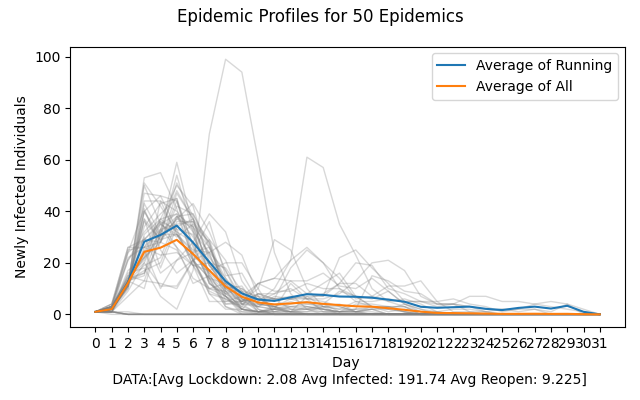 Epidemic Profiles for 50 Epidemics
100
80
60
40
20
0
Newly Infected Individuals
Average of Running
Average of All
0 1 2 3 4 5 6 7 8 9 10 11 12 13 14 15 16 17 18 19 20 21 22 23 24 25 26 27 28 29 30 31
Day
DATA:[Avg Lockdown: 2.08 Avg Infected: 191.74 Avg Reopen: 9.225]